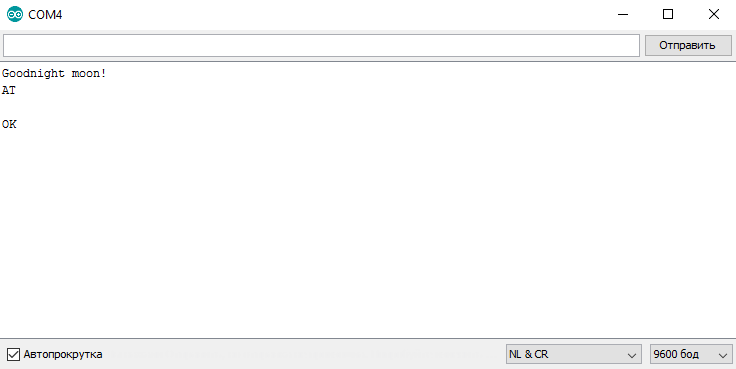 COM4
Отправить
Goodnight moon!
AT
OK
Автопрокрутка
NL & CR
9600 бод